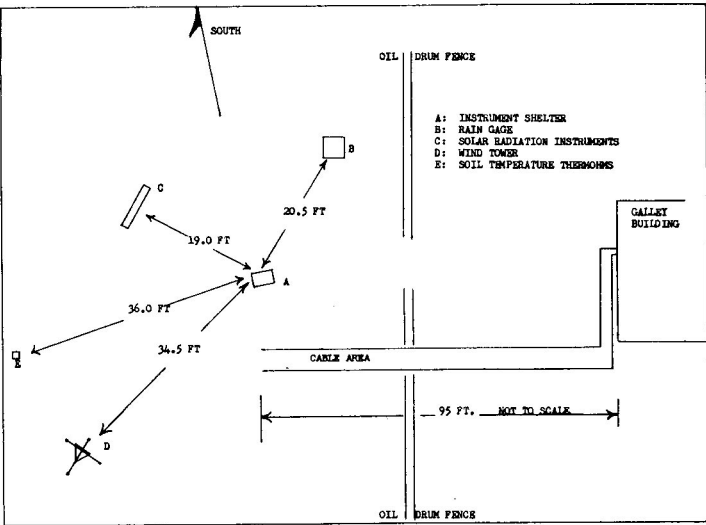 SOUTH
OIL DRUM FENCE
A: INSTRUMENT SHELTER
B: RAIN GAGE
C: SOLAR RADIATION INSTRUMENTS
D: WIND TOWER
E: SOIL TEMPERATURE THERMOHMS
B
C
20.5 FT
GALLEY
BUILDING
19.0 FT
A
36.0 FT
34.5 FT
E
CABLE AREA
95 FT. NOT TO SCALE
D
OIL DRUM FENCE